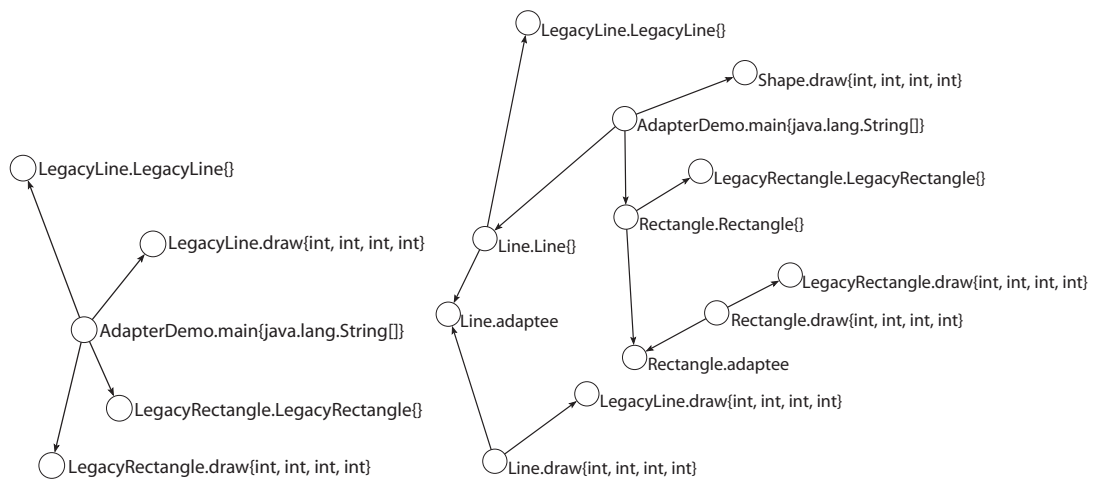 LegacyLine.LegacyLine{}
LegacyLine.draw{int, int, int, int}
AdapterDemo.main{java.lang.String[]}
LegacyRectangle.LegacyRectangle{}
LegacyRectangle.draw{int, int, int, int}
LegacyLine.LegacyLine{}
Shape.draw{int, int, int, int}
AdapterDemo.main{java.lang.String[]}
LegacyRectangle.LegacyRectangle{}
Rectangle.Rectangle{}
Line.Line{}
LegacyRectangle.draw{int, int, int, int}
Rectangle.draw{int, int, int, int}
Line.adaptee
Rectangle.adaptee
LegacyLine.draw{int, int, int, int}
Line.draw{int, int, int, int}